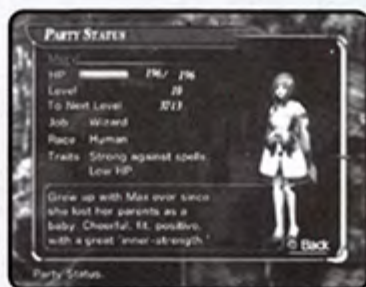 PARTY STATUS
HP 196/ 196
Level 10
To Next Level 3713
Job Wizard
Race Human
Traits Strong against spells.
Low HP
Grew up with Max ever since
she lost her parents as a
baby. Cheerful, fit, positive,
with a great "inner-strength."
Back
Party Status.